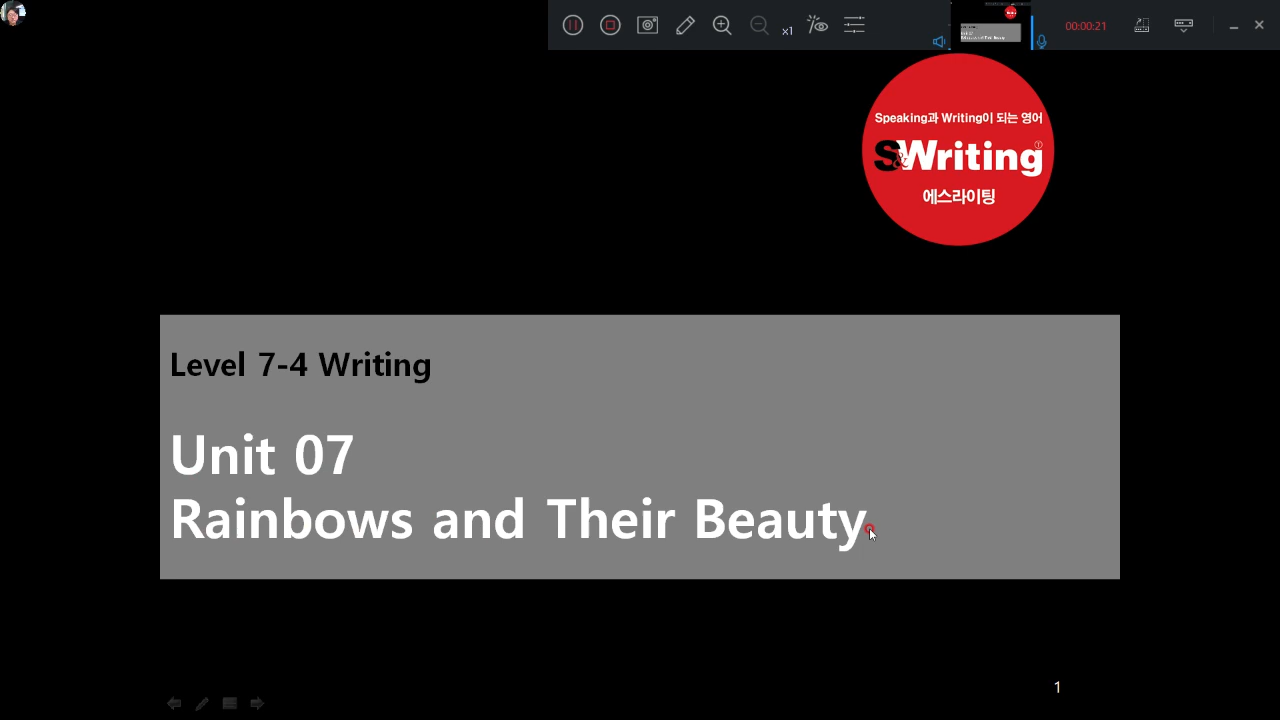 x1
00:00:21
Speaking과 Writing이 되는 영어
S&Writing
에스라이팅
Level 7-4 Writing
Unit 07
Rainbows and Their Beauty
1